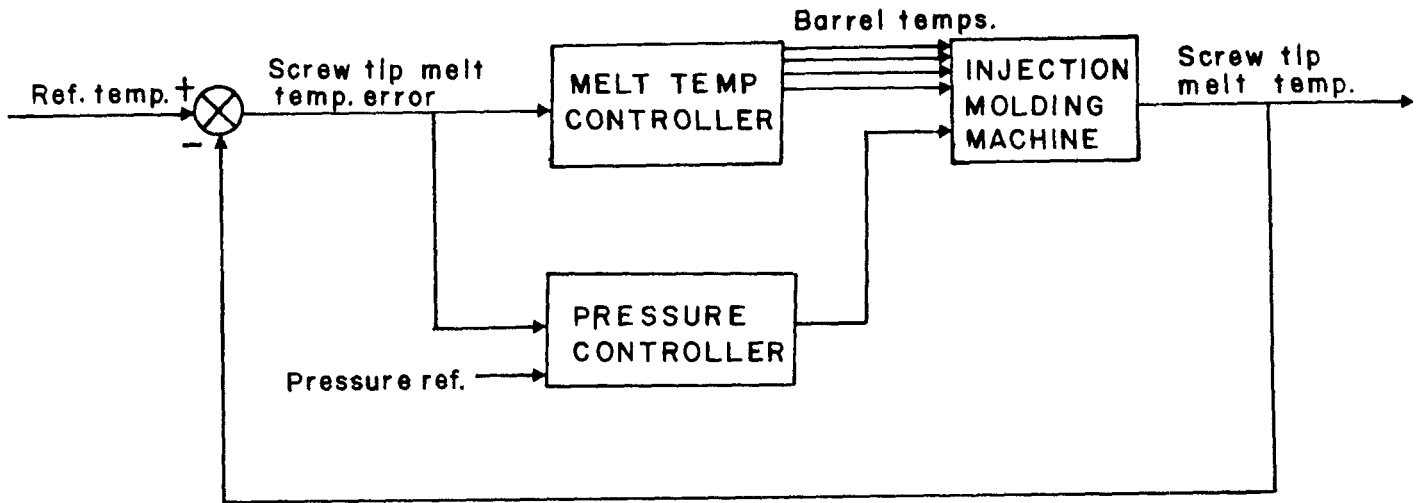 Barrel temps.
Ref. temp. +
-
Screw tip melt
temp. error
MELT TEMP
CONTROLLER
INJECTION
MOLDING
MACHINE
Screw tip
melt temp.
PRESSURE
CONTROLLER
Pressure ref.